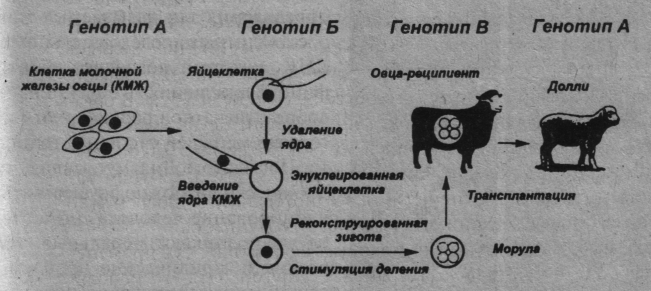 Генотип А
Генотип Б
Генотип В
Генотип А
Клетка молочной
железы овцы (КМЖ)
Яйцеклетка
Овца-реципиент
Долли
Удаление
ядра
Введение
ядра КМЖ
Энуклеированная
яйцеклетка
Трансплантация
Реконструированная
зигота
Стимуляция деления
Морула